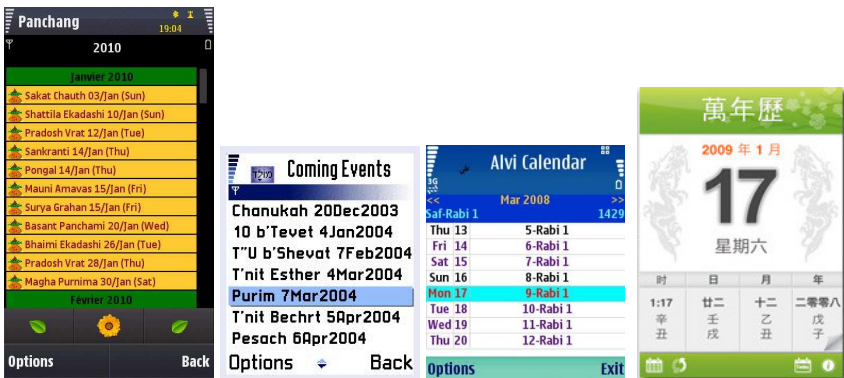 Panchang
19:04
2010
Janvier 2010
Sakat Chauth 03/Jan (Sun)
Shattila Ekadashi 10/Jan (Sun)
Pradosh Vrat 12/Jan (Tue)
Sankranti 14/Jan (Thu)
Pongal 14/Jan (Thu)
Mauni Amavas 15/Jan (Fri)
Surya Grahan 15/Jan (Fri)
Basant Panchami 20/Jan (Wed)
Bhaimi Ekadashi 26/Jan (Tue)
Pradosh Vrat 28/Jan (Thu)
Magha Purnima 30/Jan (Sat)
Février 2010
Options Back
מולד Coming Events
Chanukah 20Dec2003
10 b'Tevet 4Jan2004
T"U b'Shevat 7Feb2004
T'nit Esther 4Mar2004
Purim 7Mar2004
T'nit Bechrt 5Apr2004
Pesach 6Apr2004
Options Back
Alvi Calendar
3G
<< Mar 2008 >>
Saf-Rabi 1 1429
Thu 13 5-Rabi 1
Fri 14 6-Rabi 1
Sat 15 7-Rabi 1
Sun 16 8-Rabi 1
Mon 17 9-Rabi 1
Tue 18 10-Rabi 1
Wed 19 11-Rabi 1
Thu 20 12-Rabi 1
Options Exit
萬年歷
2009 年 1 月
17
星期六
时 日 月 年
1:17 廿二 十二 二零零八
辛 壬 乙 戊
丑 戌 丑 子